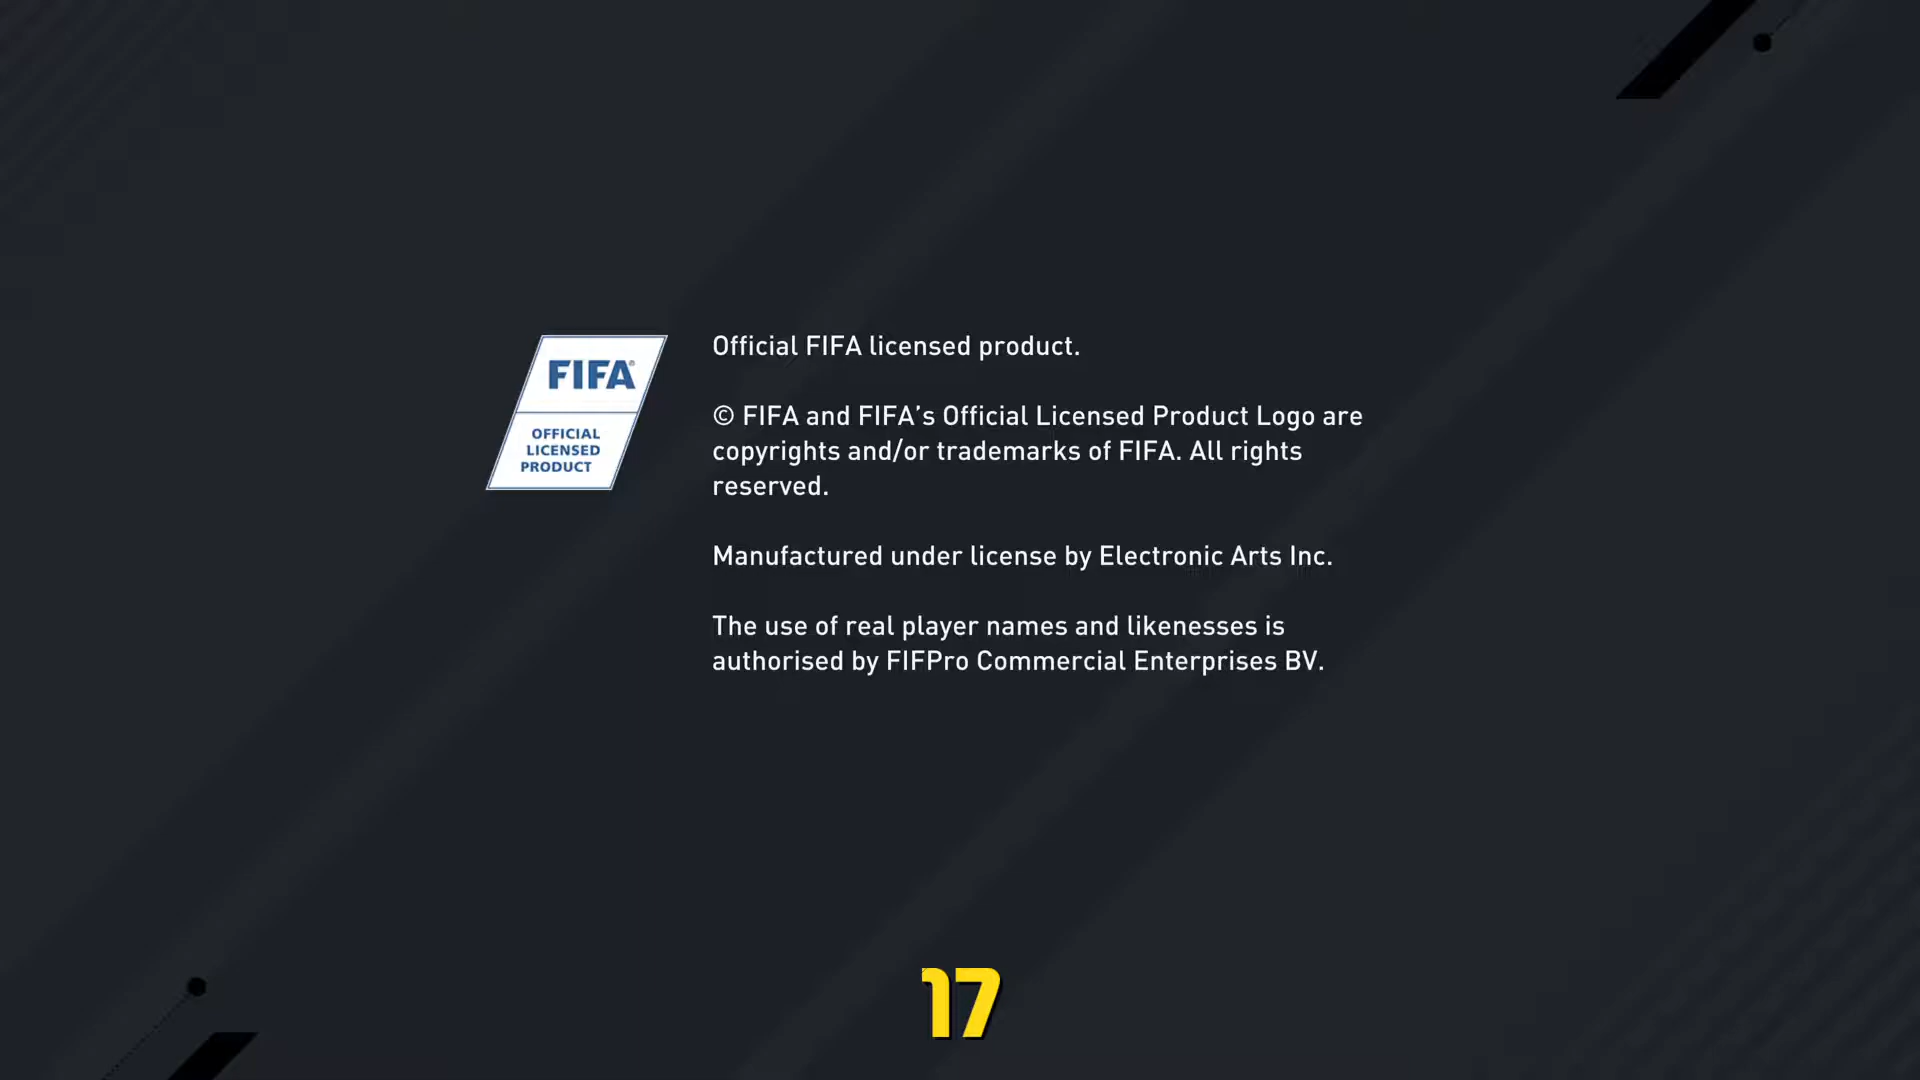 FIFA®
OFFICIAL
LICENSED
PRODUCT
Official FIFA licensed product.
© FIFA and FIFA’s Official Licensed Product Logo are
copyrights and/or trademarks of FIFA. All rights
reserved.
Manufactured under license by Electronic Arts Inc.
The use of real player names and likenesses is
authorised by FIFPro Commercial Enterprises BV.
17